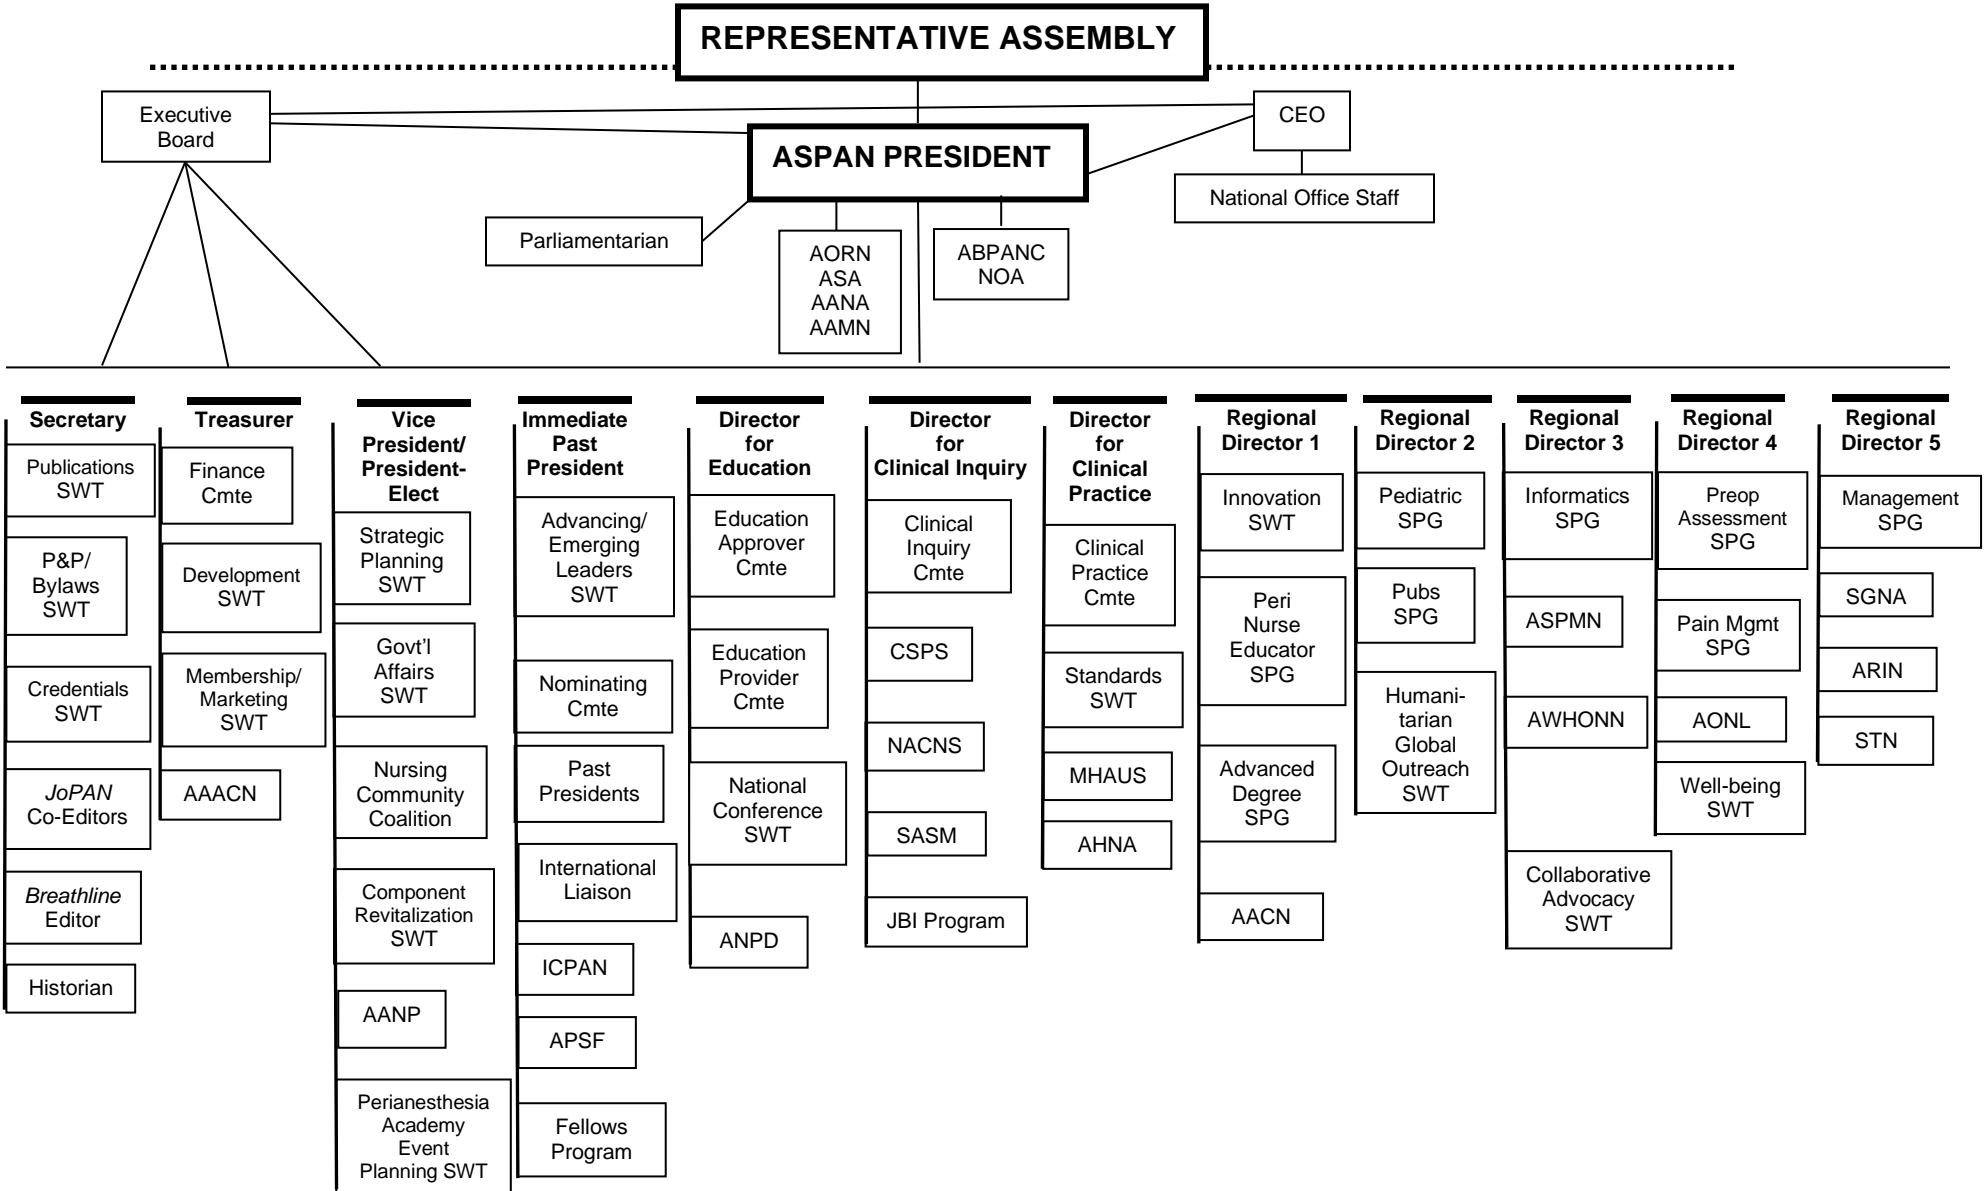 REPRESENTATIVE ASSEMBLY
Executive
Board
CEO
ASPAN PRESIDENT
National Office Staff
Parliamentarian
AORN
ASA
AANA
AAMN
ABPANC
NOA
Secretary
Publications
SWT
P&P/
Bylaws
SWT
Credentials
SWT
JoPAN
Co-Editors
Breathline
Editor
Historian
Treasurer
Finance
Cmte
Development
SWT
Membership/
Marketing
SWT
AAACN
Vice
President/
President-
Elect
Strategic
Planning
SWT
Govt’l
Affairs
SWT
Nursing
Community
Coalition
Component
Revitalization
SWT
AANP
Perianesthesia
Academy
Event
Planning SWT
Immediate
Past
President
Advancing/
Emerging
Leaders
SWT
Nominating
Cmte
Past
Presidents
International
Liaison
ICPAN
APSF
Fellows
Program
Director
for
Education
Education
Approver
Cmte
Education
Provider
Cmte
National
Conference
SWT
ANPD
Director
for
Clinical Inquiry
Clinical
Inquiry
Cmte
CSPS
NACNS
SASM
JBI Program
Director
for
Clinical
Practice
Clinical
Practice
Cmte
Standards
SWT
MHAUS
AHNA
Regional
Director 1
Innovation
SWT
Peri
Nurse
Educator
SPG
Advanced
Degree
SPG
AACN
Regional
Director 2
Pediatric
SPG
Pubs
SPG
Humani-
tarian
Global
Outreach
SWT
Regional
Director 3
Informatics
SPG
ASPMN
AWHONN
Collaborative
Advocacy
SWT
Regional
Director 4
Preop
Assessment
SPG
Pain Mgmt
SPG
AONL
Well-being
SWT
Regional
Director 5
Management
SPG
SGNA
ARIN
STN